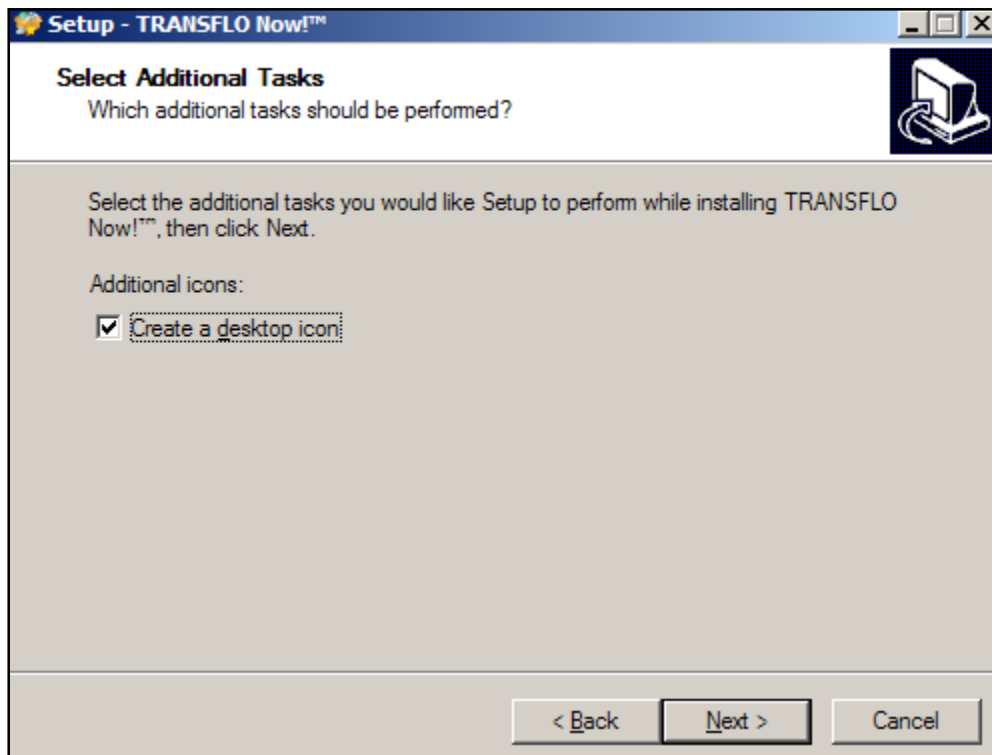 Setup - TRANSFLO Now!™
Select Additional Tasks
Which additional tasks should be performed?
Select the additional tasks you would like Setup to perform while installing TRANSFLO
Now!™, then click Next.
Additional icons:
Create a desktop icon
< Back Next > Cancel